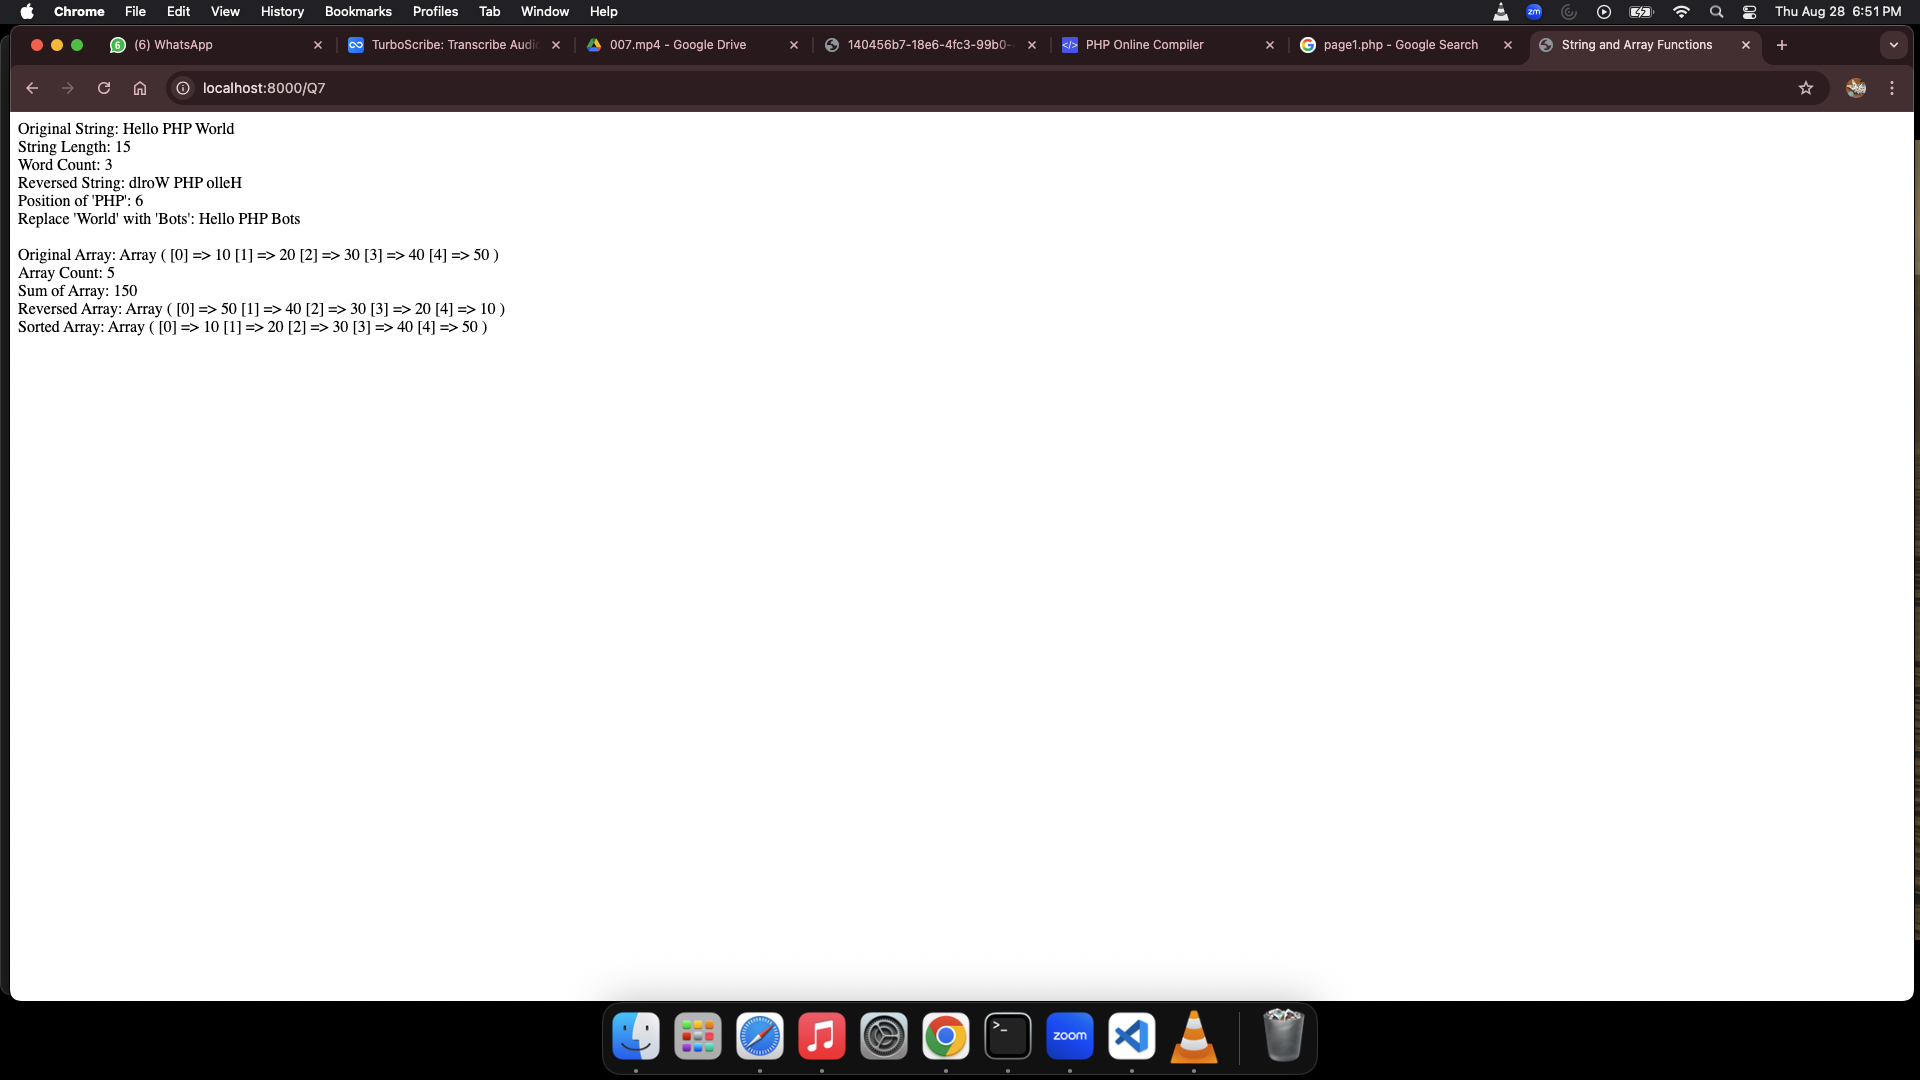 Chrome File Edit View History Bookmarks Profiles Tab Window Help zm Thu Aug 28 6:51 PM
6 (6) WhatsApp TurboScribe: Transcribe Audi 007.mp4 - Google Drive 140456b7-18e6-4fc3-99b0- </> PHP Online Compiler page1.php - Google Search String and Array Functions
localhost:8000/Q7
Original String: Hello PHP World
String Length: 15
Word Count: 3
Reversed String: dlroW PHP olleH
Position of 'PHP': 6
Replace 'World' with 'Bots': Hello PHP Bots
Original Array: Array ( [0] => 10 [1] => 20 [2] => 30 [3] => 40 [4] => 50 )
Array Count: 5
Sum of Array: 150
Reversed Array: Array ( [0] => 50 [1] => 40 [2] => 30 [3] => 20 [4] => 10 )
Sorted Array: Array ( [0] => 10 [1] => 20 [2] => 30 [3] => 40 [4] => 50 )
>_ zoom